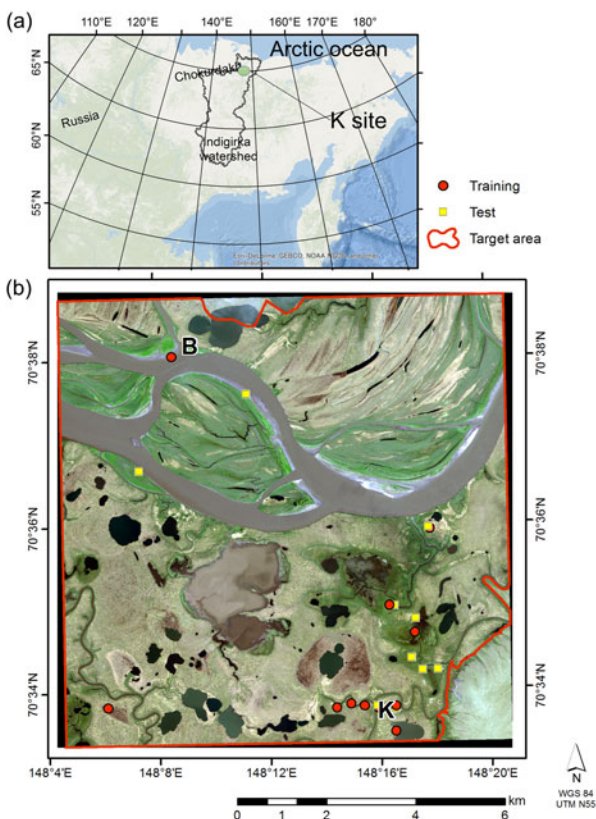 (a)
110°E 120°E 130°E 140°E 150°E 160°E 170°E 180°
Arctic ocean
65°N
Chokurdakh
K site
Russia
60°N
Indigirka
watershed
55°N
Training
Test
Target area
(b)
70°38'N
70°38'N
B
70°36'N
70°36'N
70°34'N
70°34'N
K
148°4'E 148°8'E 148°12'E 148°16'E 148°20'E
km
0 1 2 4 6
N
WGS 84
UTM N55